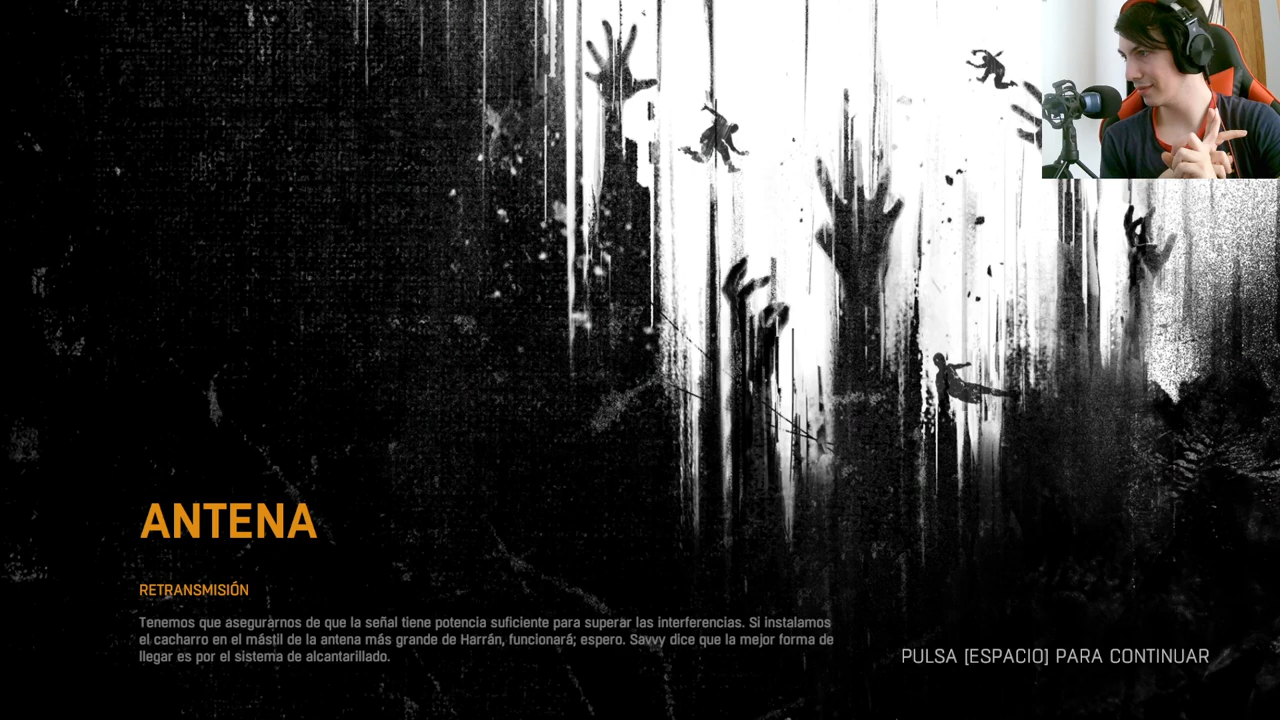 ANTENA
RETRANSMISIÓN
Tenemos que asegurarnos de que la señal tiene potencia suficiente para superar las interferencias. Si instalamos
el cacharro en el mástil de la antena más grande de Harrán, funcionará; espero. Savvy dice que la mejor forma de
llegar es por el sistema de alcantarillado.
PULSA [ESPACIO] PARA CONTINUAR